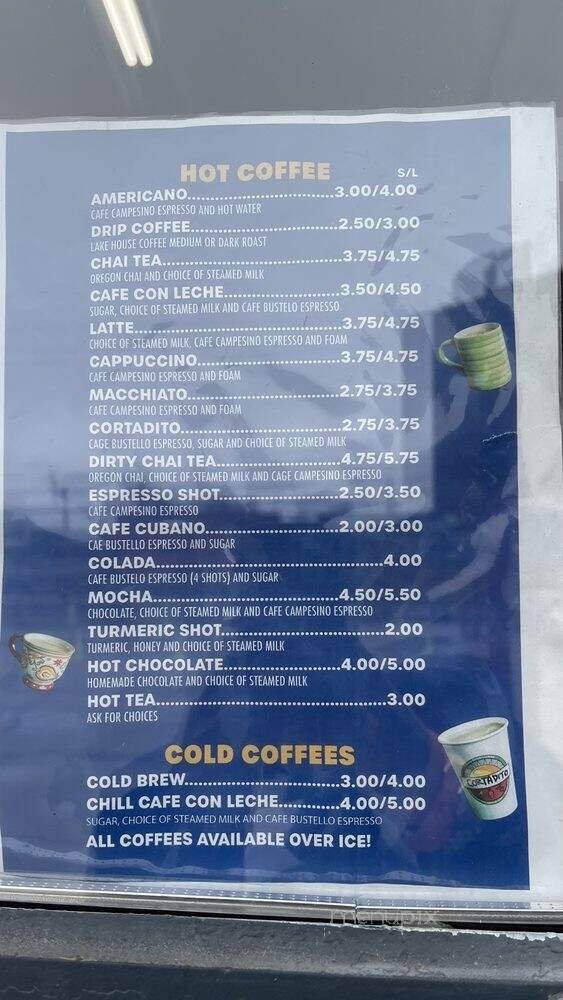 HOT COFFEE S/L
AMERICANO..........................3.00/4.00
CAFE CAMPESINO ESPRESSO AND HOT WATER
DRIP COFFEE..........................2.50/3.00
LAKE HOUSE COFFEE MEDIUM OR DARK ROAST
CHAI TEA................................3.75/4.75
OREGON CHAI AND CHOICE OF STEAMED MILK
CAFE CON LECHE....................3.50/4.50
SUGAR, CHOICE OF STEAMED MILK AND CAFE BUSTELO ESPRESSO
LATTE.....................................3.75/4.75
CHOICE OF STEAMED MILK, CAFE CAMPESINO ESPRESSO AND FOAM
CAPPUCCINO.........................3.75/4.75
CAFE CAMPESINO ESPRESSO AND FOAM
MACCHIATO...........................2.75/3.75
CAFE CAMPESINO ESPRESSO AND FOAM
CORTADITO............................2.75/3.75
CAGE BUSTELLO ESPRESSO, SUGAR AND CHOICE OF STEAMED MILK
DIRTY CHAI TEA......................4.75/5.75
OREGON CHAI, CHOICE OF STEAMED MILK AND CAGE CAMPESINO ESPRESSO
ESPRESSO SHOT.....................2.50/3.50
CAFE CAMPESINO ESPRESSO
CAFE CUBANO........................2.00/3.00
CAE BUSTELLO ESPRESSO AND SUGAR
COLADA........................................4.00
CAFE BUSTELO ESPRESSO (4 SHOTS) AND SUGAR
MOCHA.................................4.50/5.50
CHOCOLATE, CHOICE OF STEAMED MILK AND CAFE CAMPESINO ESPRESSO
TURMERIC SHOT.............................2.00
TURMERIC, HONEY AND CHOICE OF STEAMED MILK
HOT CHOCOLATE.....................4.00/5.00
HOMEMADE CHOCOLATE AND CHOICE OF STEAMED MILK
HOT TEA........................................3.00
ASK FOR CHOICES
COLD COFFEES
COLD BREW...........................3.00/4.00
CHILL CAFE CON LECHE...........4.00/5.00
SUGAR, CHOICE OF STEAMED MILK AND CAFE BUSTELLO ESPRESSO
ALL COFFEES AVAILABLE OVER ICE!
CORTADITO
menupix